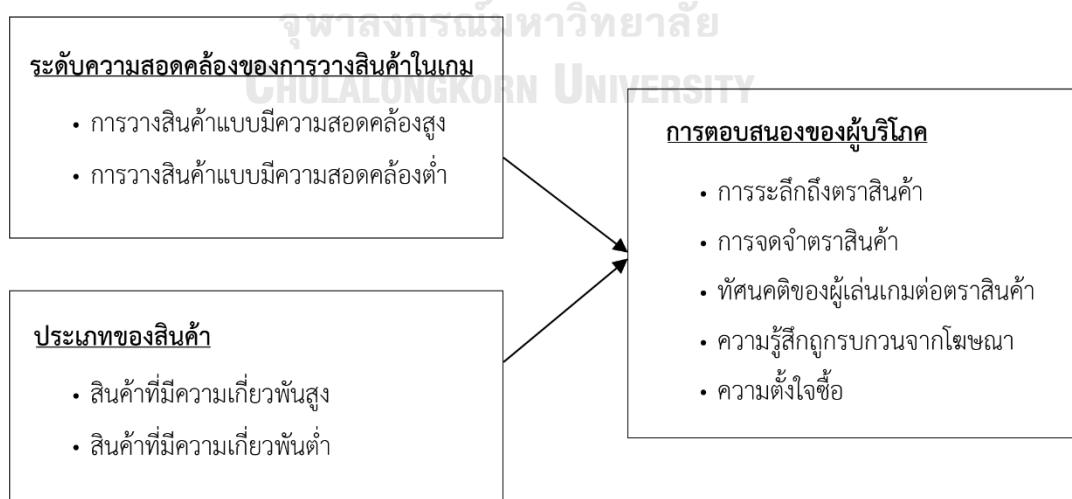 จุฬาลงกรณ์มหาวิทยาลัย
CHULALONGKORN UNIVERSITY
ระดับความสอดคล้องของการวางสินค้าในเกม
• การวางสินค้าแบบมีความสอดคล้องสูง
• การวางสินค้าแบบมีความสอดคล้องต่ำ
ประเภทของสินค้า
• สินค้าที่มีความเกี่ยวพันสูง
• สินค้าที่มีความเกี่ยวพันต่ำ
การตอบสนองของผู้บริโภค
• การระลึกถึงตราสินค้า
• การจดจำตราสินค้า
• ทัศนคติของผู้เล่นเกมต่อตราสินค้า
• ความรู้สึกถูกรบกวนจากโฆษณา
• ความตั้งใจซื้อ